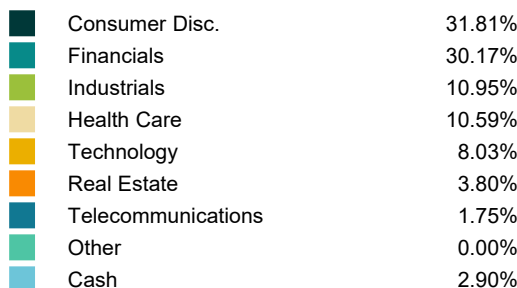 Consumer Disc. 31.81%
Financials 30.17%
Industrials 10.95%
Health Care 10.59%
Technology 8.03%
Real Estate 3.80%
Telecommunications 1.75%
Other 0.00%
Cash 2.90%